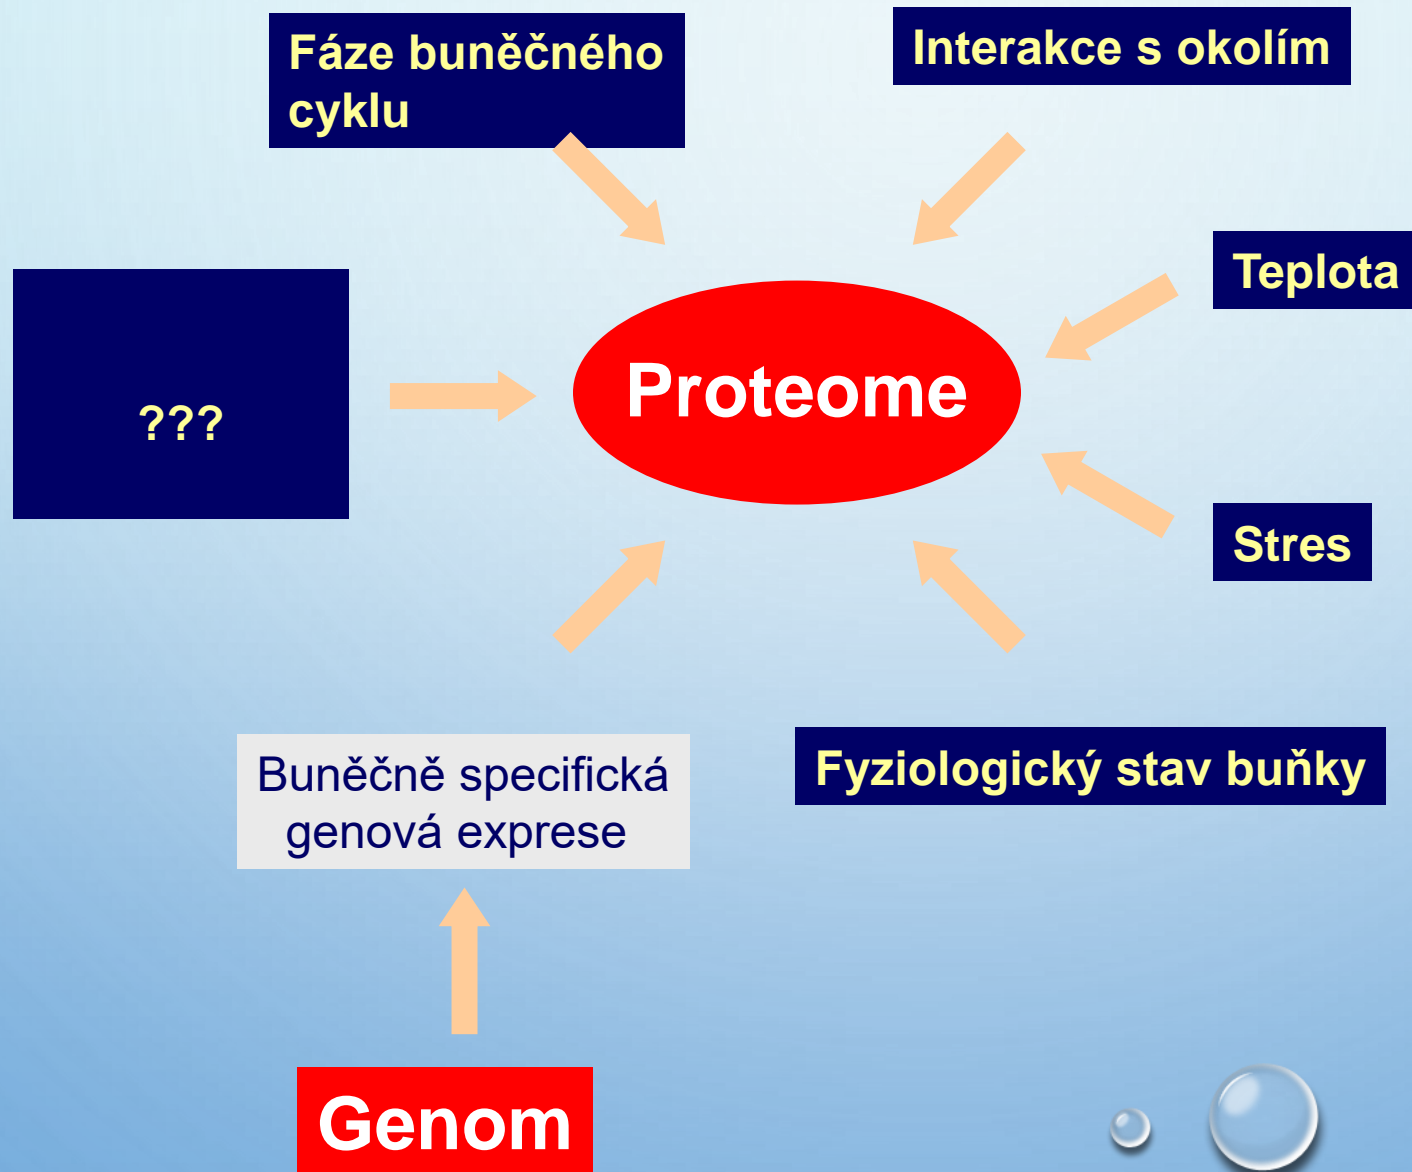 Fáze buněčného
cyklu
Interakce s okolím
Teplota
???
Proteome
Stres
Buněčně specifická
genová exprese
Fyziologický stav buňky
Genom